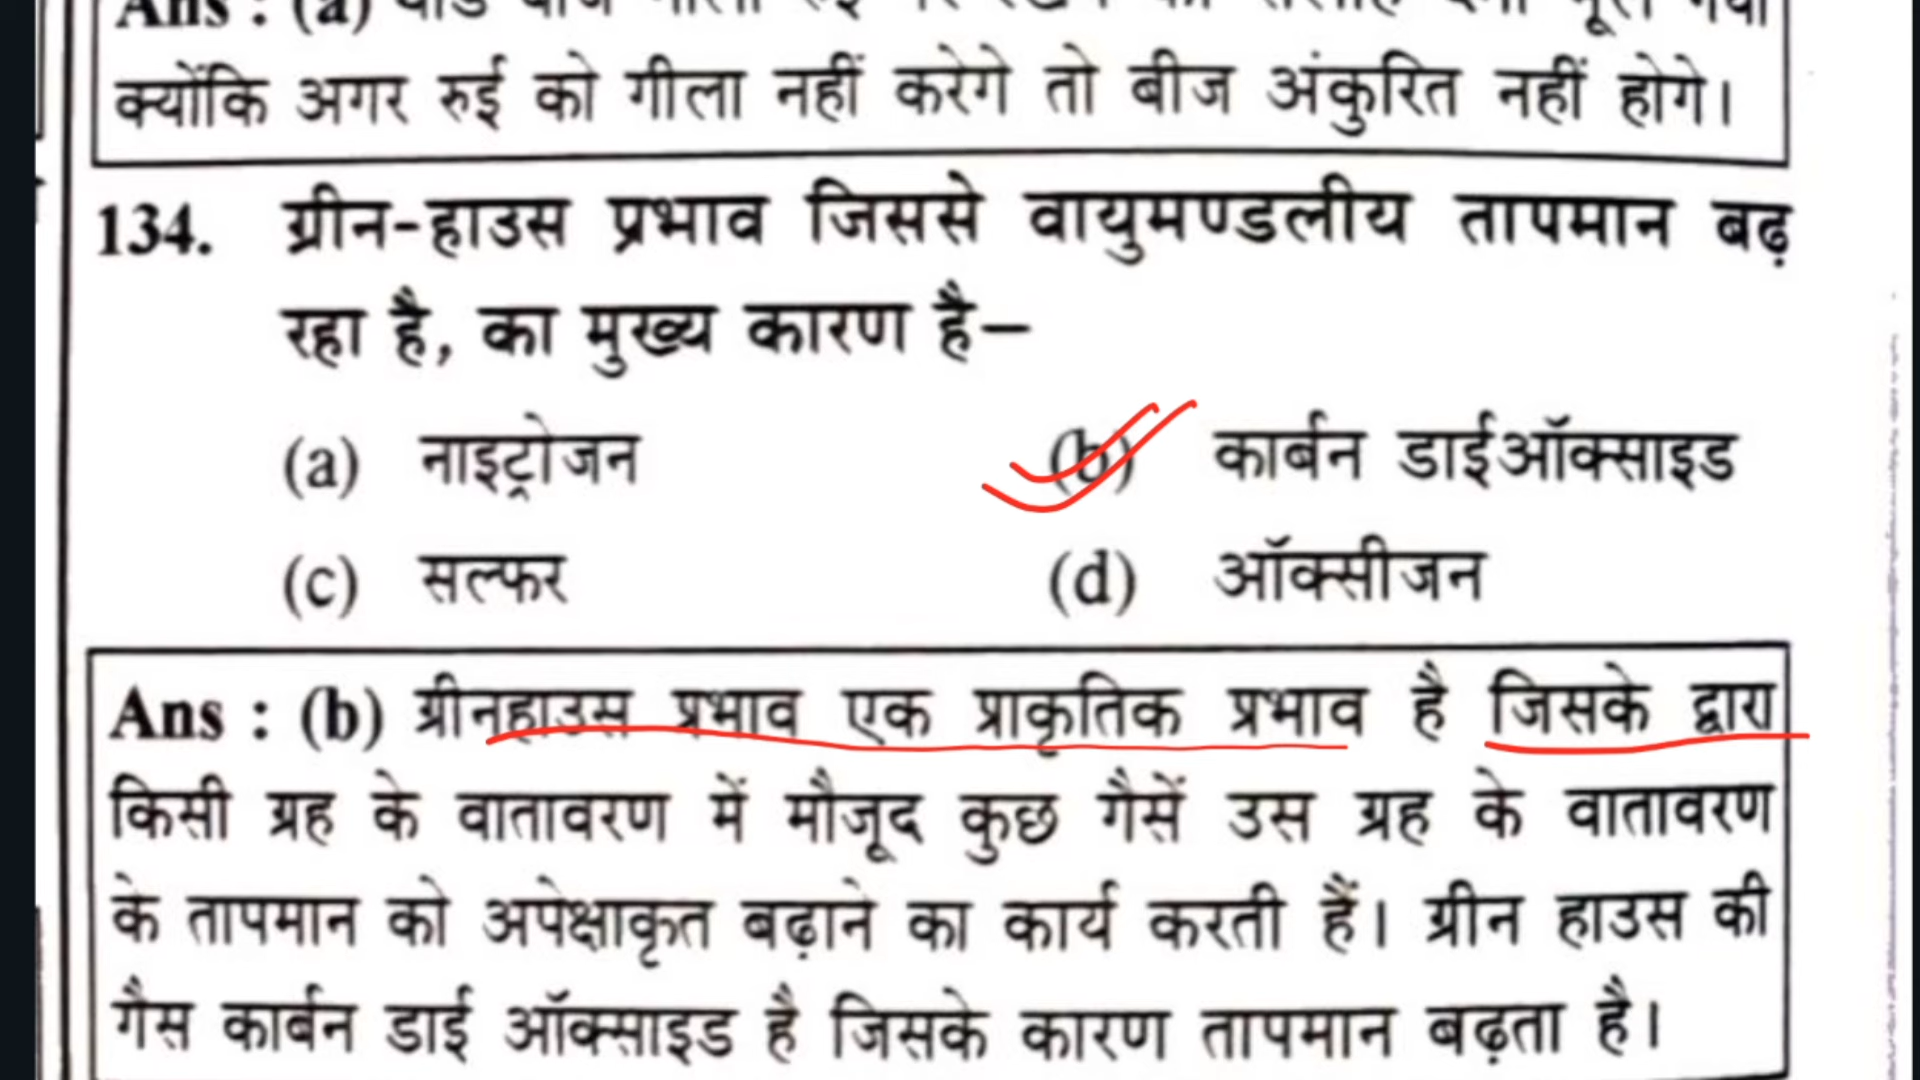 Ans : (a)
क्योंकि अगर रुई को गीला नहीं करेगे तो बीज अंकुरित नहीं होगे।
134. ग्रीन-हाउस प्रभाव जिससे वायुमण्डलीय तापमान बढ़
रहा है, का मुख्य कारण है–
(a) नाइट्रोजन (b) कार्बन डाईऑक्साइड
(c) सल्फर (d) ऑक्सीजन
Ans : (b) ग्रीनहाउस प्रभाव एक प्राकृतिक प्रभाव है जिसके द्वारा
किसी ग्रह के वातावरण में मौजूद कुछ गैसें उस ग्रह के वातावरण
के तापमान को अपेक्षाकृत बढ़ाने का कार्य करती हैं। ग्रीन हाउस की
गैस कार्बन डाई ऑक्साइड है जिसके कारण तापमान बढ़ता है।